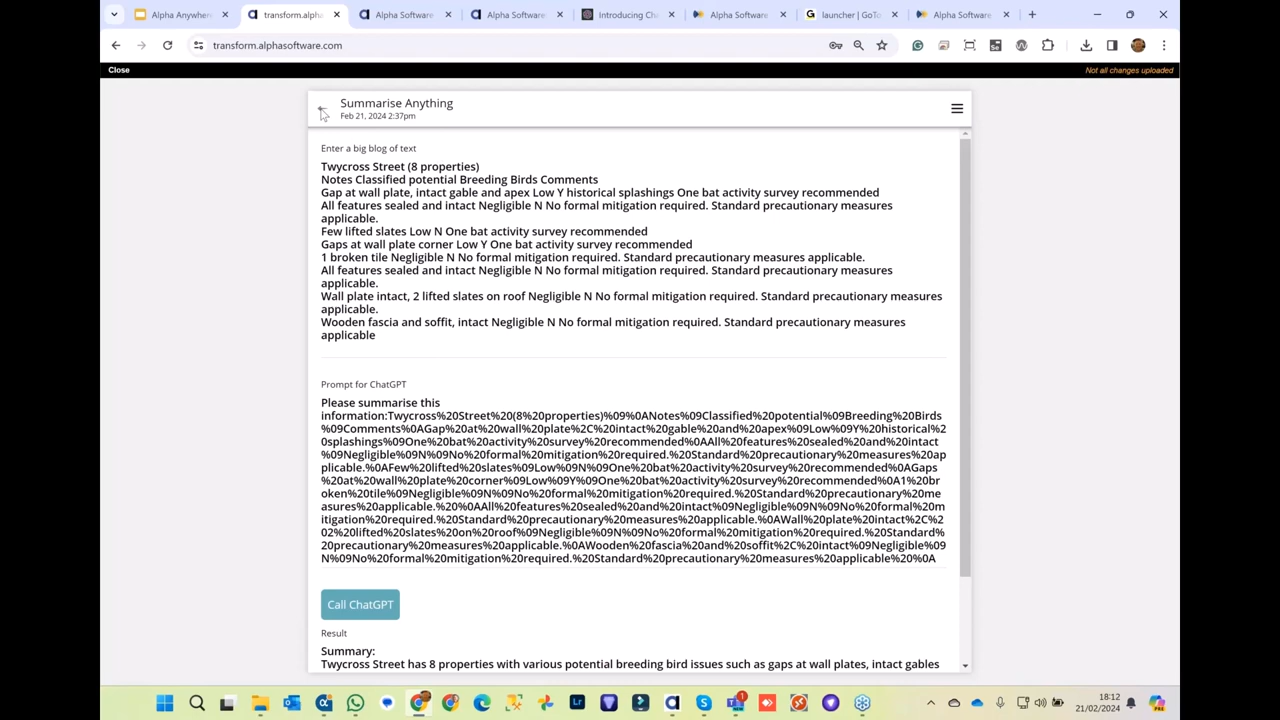 Alpha Anywhere
transform.alpha
Alpha Software
Alpha Software
Introducing Cha
Alpha Software
launcher | GoTo
Alpha Software
transform.alphasoftware.com
Close
Not all changes uploaded
Summarise Anything
Feb 21, 2024 2:37pm
Enter a big blog of text
Twycross Street (8 properties)
Notes Classified potential Breeding Birds Comments
Gap at wall plate, intact gable and apex Low Y historical splashings One bat activity survey recommended
All features sealed and intact Negligible N No formal mitigation required. Standard precautionary measures
applicable.
Few lifted slates Low N One bat activity survey recommended
Gaps at wall plate corner Low Y One bat activity survey recommended
1 broken tile Negligible N No formal mitigation required. Standard precautionary measures applicable.
All features sealed and intact Negligible N No formal mitigation required. Standard precautionary measures
applicable.
Wall plate intact, 2 lifted slates on roof Negligible N No formal mitigation required. Standard precautionary measures
applicable.
Wooden fascia and soffit, intact Negligible N No formal mitigation required. Standard precautionary measures
applicable
Prompt for ChatGPT
Please summarise this
information:Twycross%20Street%20(8%20properties)%09%0ANotes%09Classified%20potential%09Breeding%20Birds
%09Comments%0AGap%20at%20wall%20plate%2C%20intact%20gable%20and%20apex%09Low%09Y%20historical%2
0splashings%09One%20bat%20activity%20survey%20recommended%0AAll%20features%20sealed%20and%20intact
%09Negligible%09N%09No%20formal%20mitigation%20required.%20Standard%20precautionary%20measures%20ap
plicable.%0AFew%20lifted%20slates%09Low%09N%09One%20bat%20activity%20survey%20recommended%0AGaps
%20at%20wall%20plate%20corner%09Low%09Y%09One%20bat%20activity%20survey%20recommended%0A1%20br
oken%20tile%09Negligible%09N%09No%20formal%20mitigation%20required.%20Standard%20precautionary%20me
asures%20applicable.%20%0AAll%20features%20sealed%20and%20intact%09Negligible%09N%09No%20formal%20m
itigation%20required.%20Standard%20precautionary%20measures%20applicable.%0AWall%20plate%20intact%2C%2
02%20lifted%20slates%20on%20roof%09Negligible%09N%09No%20formal%20mitigation%20required.%20Standard%
20precautionary%20measures%20applicable.%0AWooden%20fascia%20and%20soffit%2C%20intact%09Negligible%09
N%09No%20formal%20mitigation%20required.%20Standard%20precautionary%20measures%20applicable%20%0A
Call ChatGPT
Result
Summary:
Twycross Street has 8 properties with various potential breeding bird issues such as gaps at wall plates, intact gables
18:12
21/02/2024